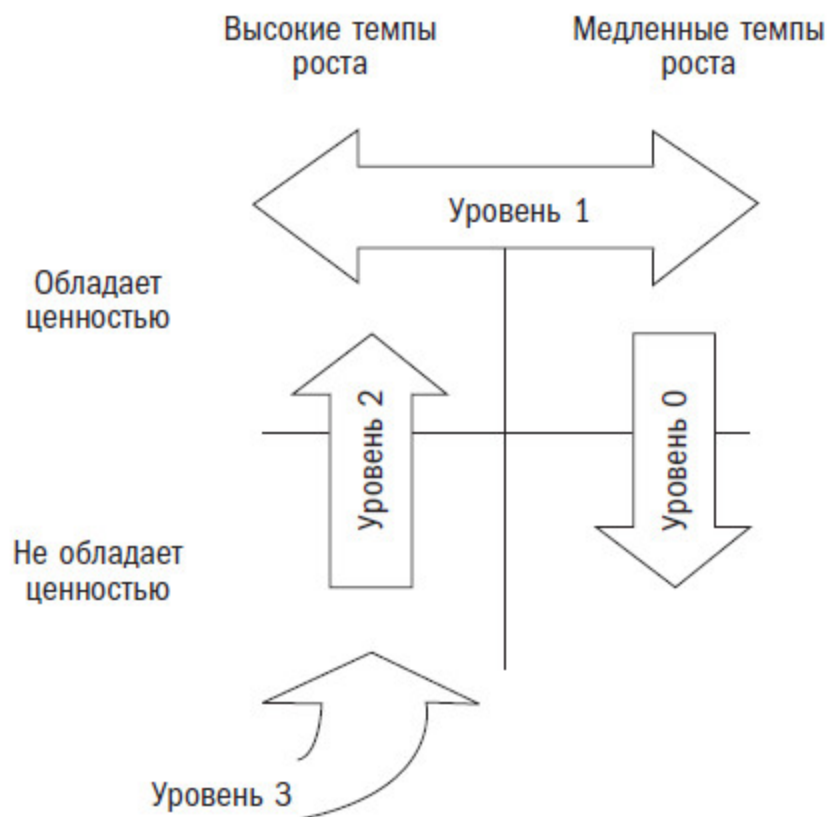 Высокие темпы
роста
Медленные темпы
роста
Уровень 1
Обладает
ценностью
Уровень 2
Уровень 0
Не обладает
ценностью
Уровень 3